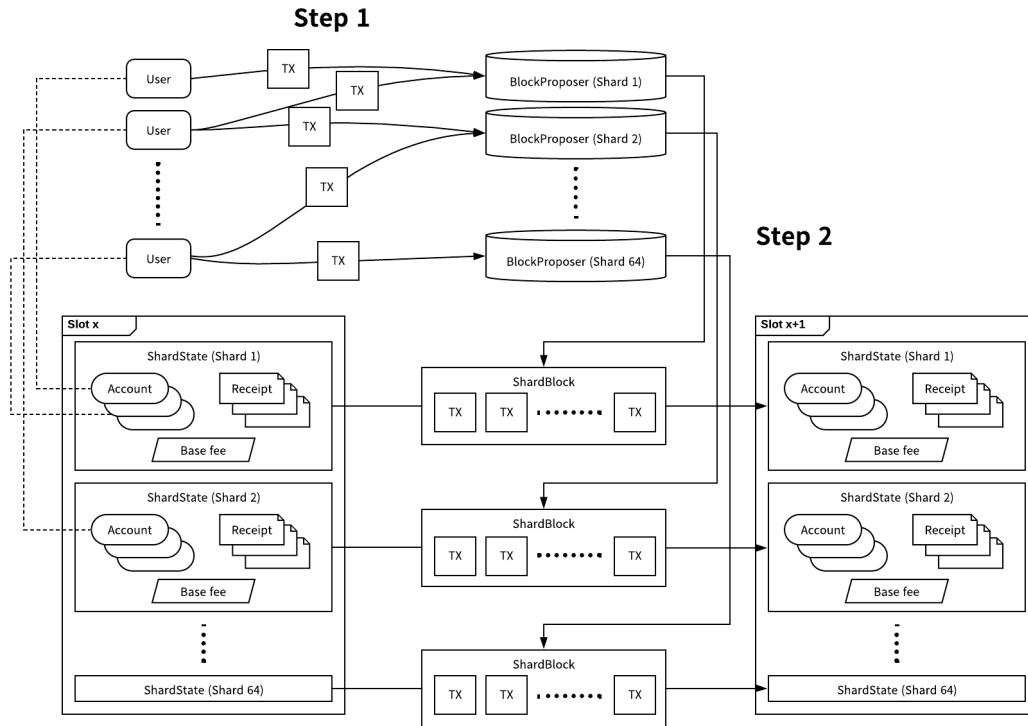 Step 1
User
TX
BlockProposer (Shard 1)
TX
User
TX
BlockProposer (Shard 2)
TX
User
TX
BlockProposer (Shard 64)
Step 2
Slot x
ShardState (Shard 1)
Account
Receipt
Base fee
ShardState (Shard 2)
Account
Receipt
Base fee
ShardState (Shard 64)
ShardBlock
TX TX TX
ShardBlock
TX TX TX
ShardBlock
TX TX TX
Slot x+1
ShardState (Shard 1)
Account
Receipt
Base fee
ShardState (Shard 2)
Account
Receipt
Base fee
ShardState (Shard 64)